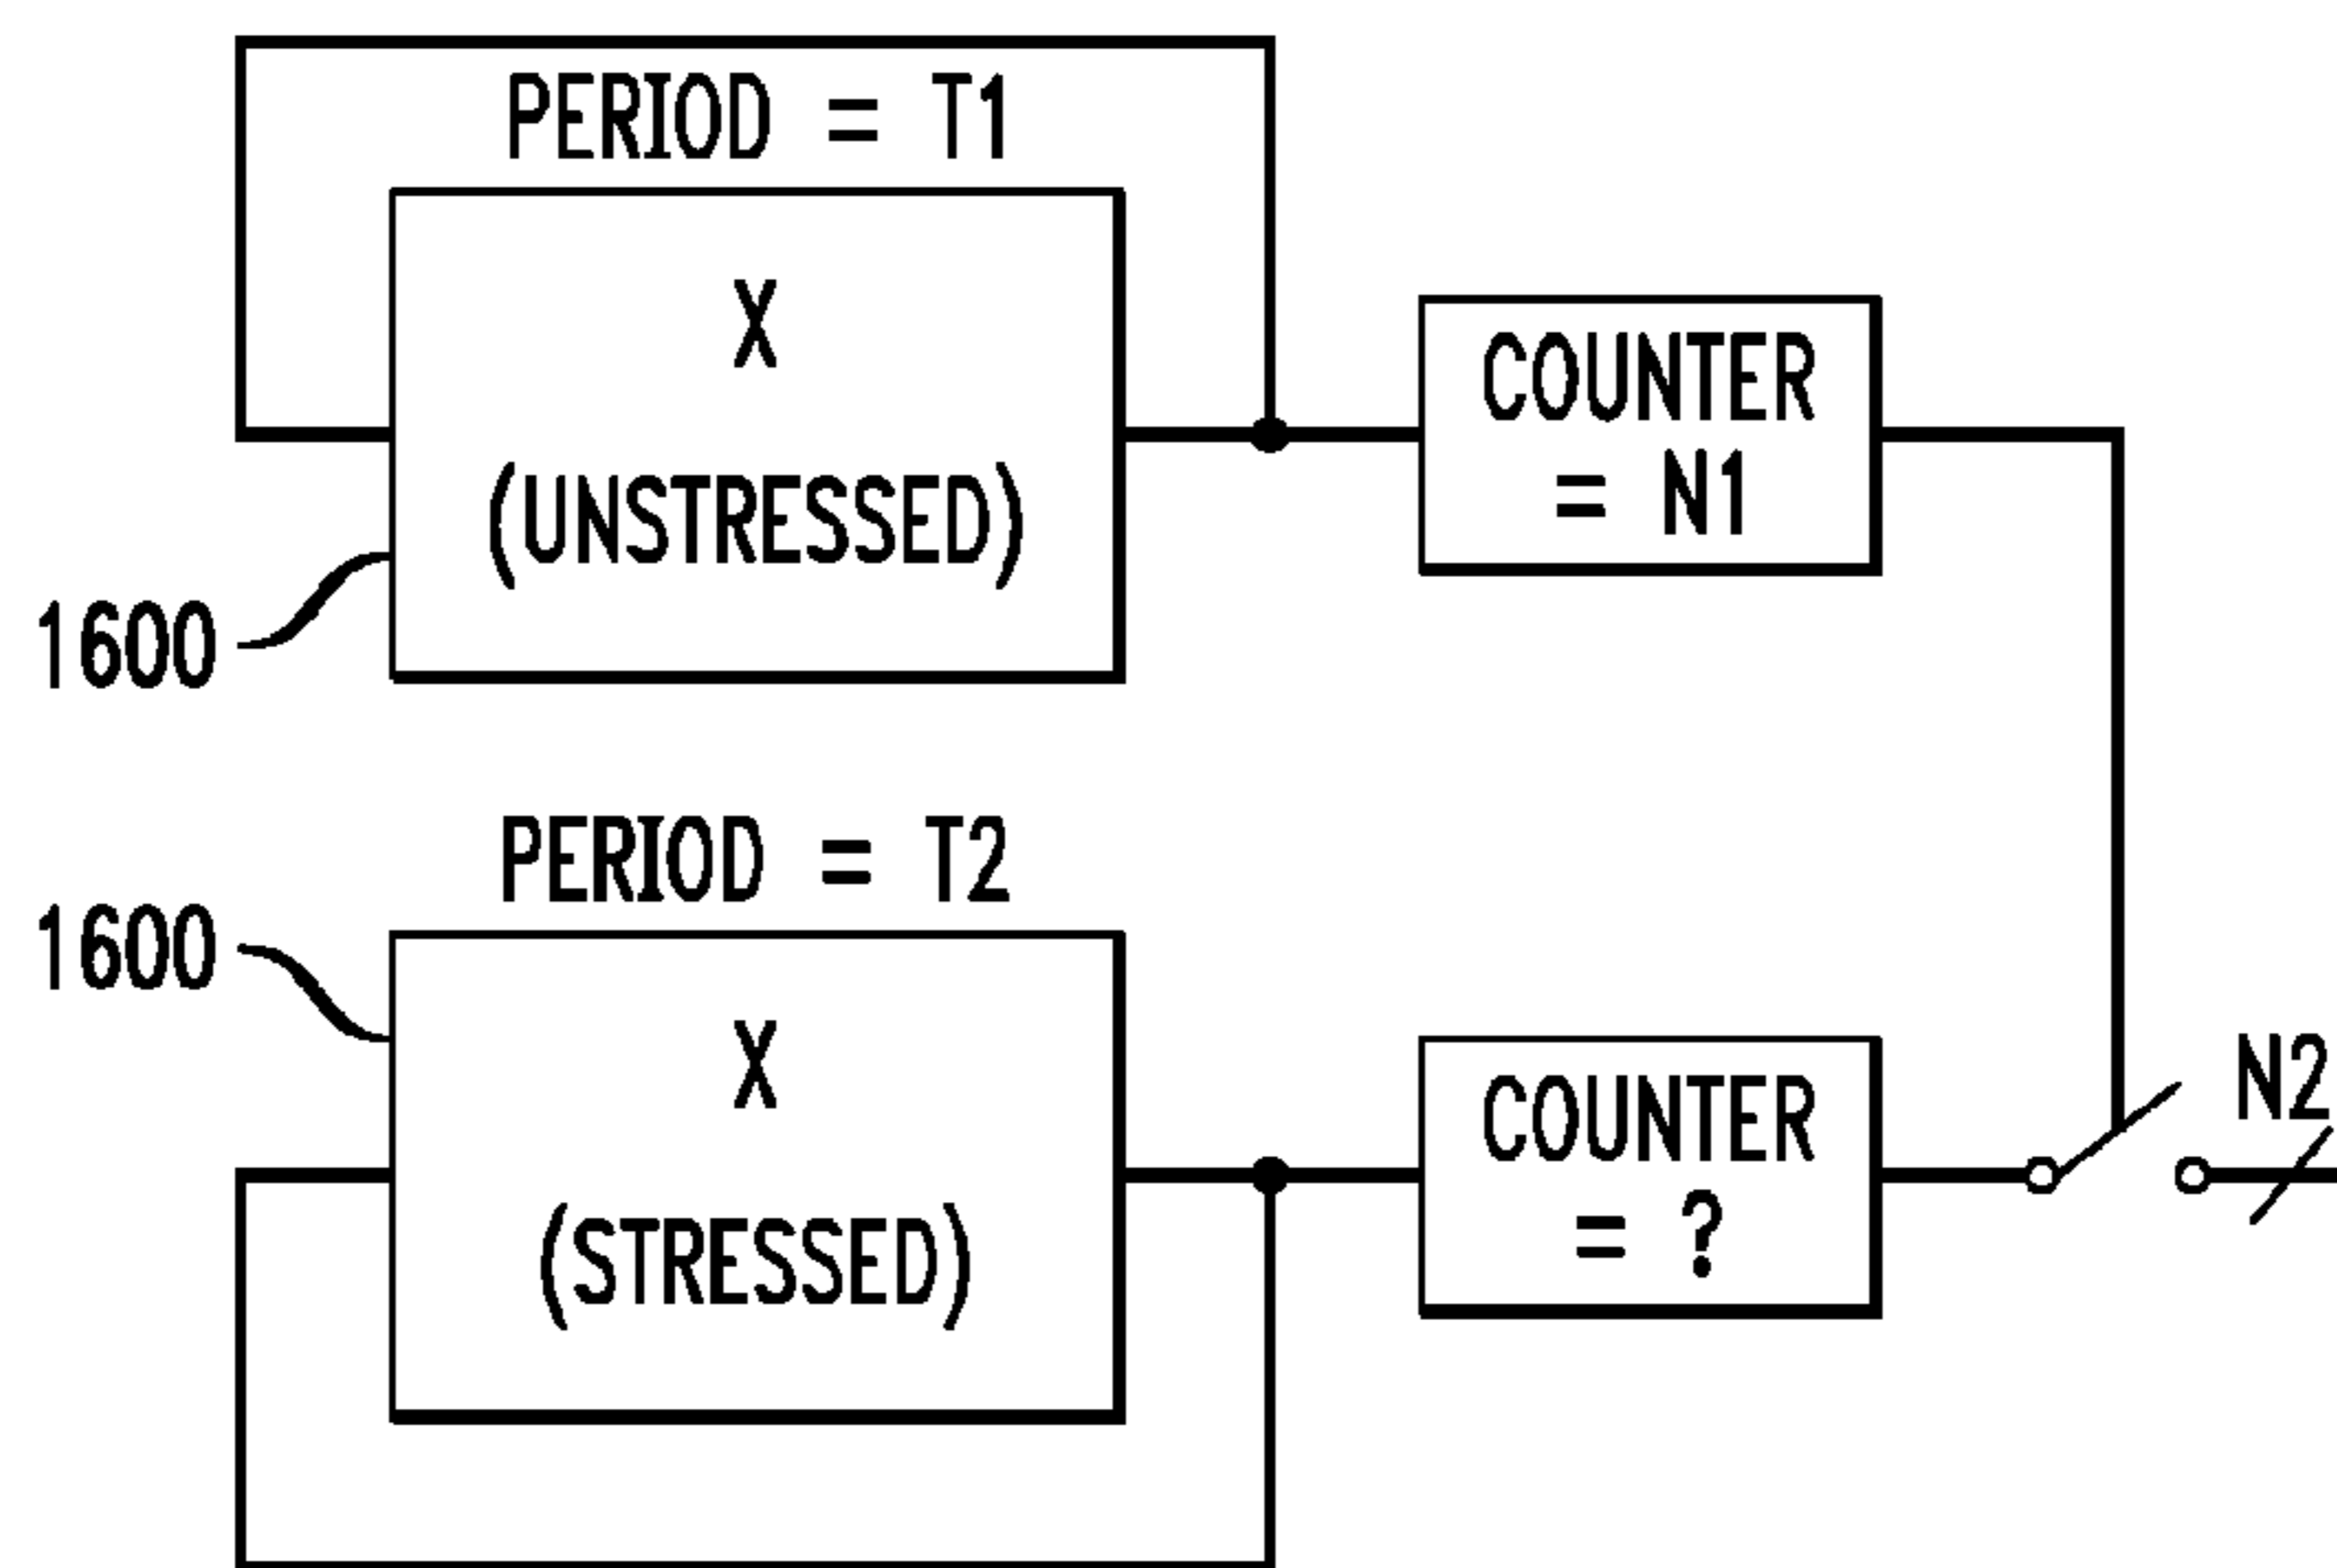 PERIOD = T1
X
(UNSTRESSED)
1600
COUNTER
= N1
PERIOD = T2
1600
X
(STRESSED)
COUNTER
= ?
N2